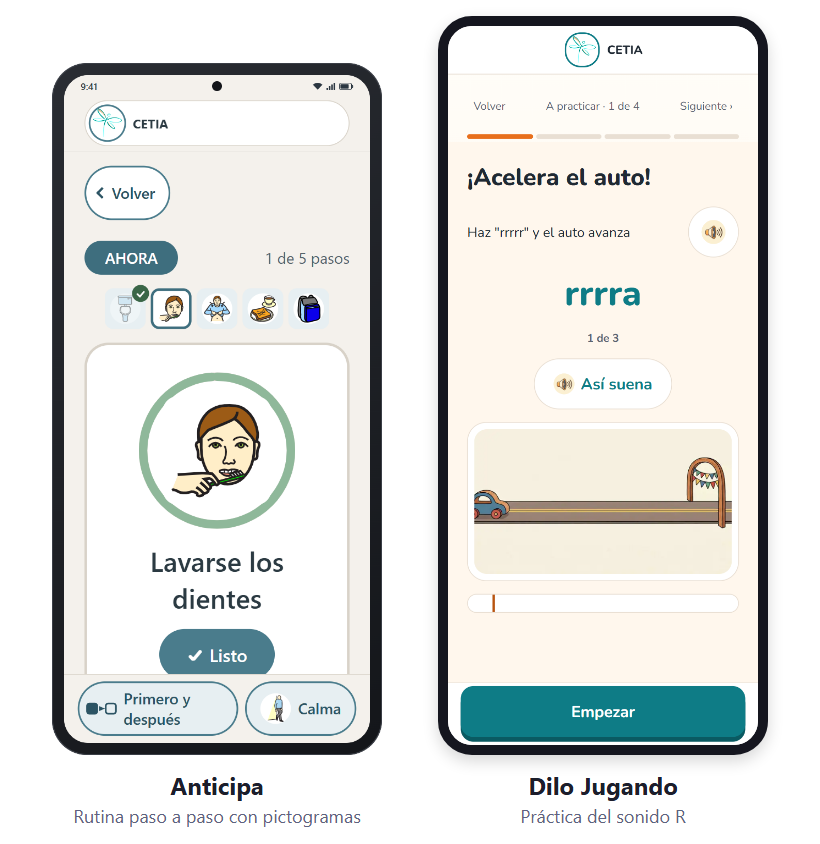 9:41
CETIA
Volver
AHORA
1 de 5 pasos
Lavarse los
dientes
Listo
Primero y
después
Calma
Anticipa
Rutina paso a paso con pictogramas
CETIA
Volver
A practicar · 1 de 4
Siguiente ›
¡Acelera el auto!
Haz "rrrrr" y el auto avanza
rrrra
1 de 3
Así suena
Empezar
Dilo Jugando
Práctica del sonido R